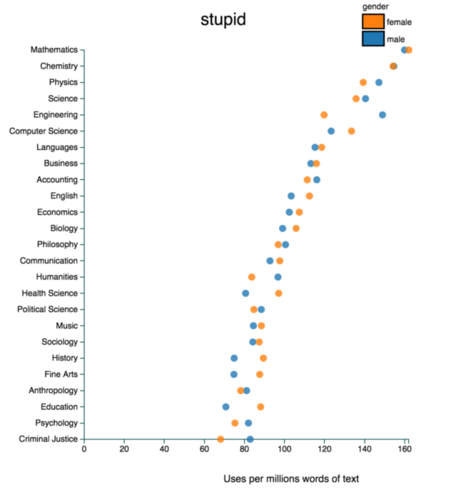 stupid
gender
female
male
Mathematics
Chemistry
Physics
Science
Engineering
Computer Science
Languages
Business
Accounting
English
Economics
Biology
Philosophy
Communication
Humanities
Health Science
Political Science
Music
Sociology
History
Fine Arts
Anthropology
Education
Psychology
Criminal Justice
0 20 40 60 80 100 120 140 160
Uses per millions words of text